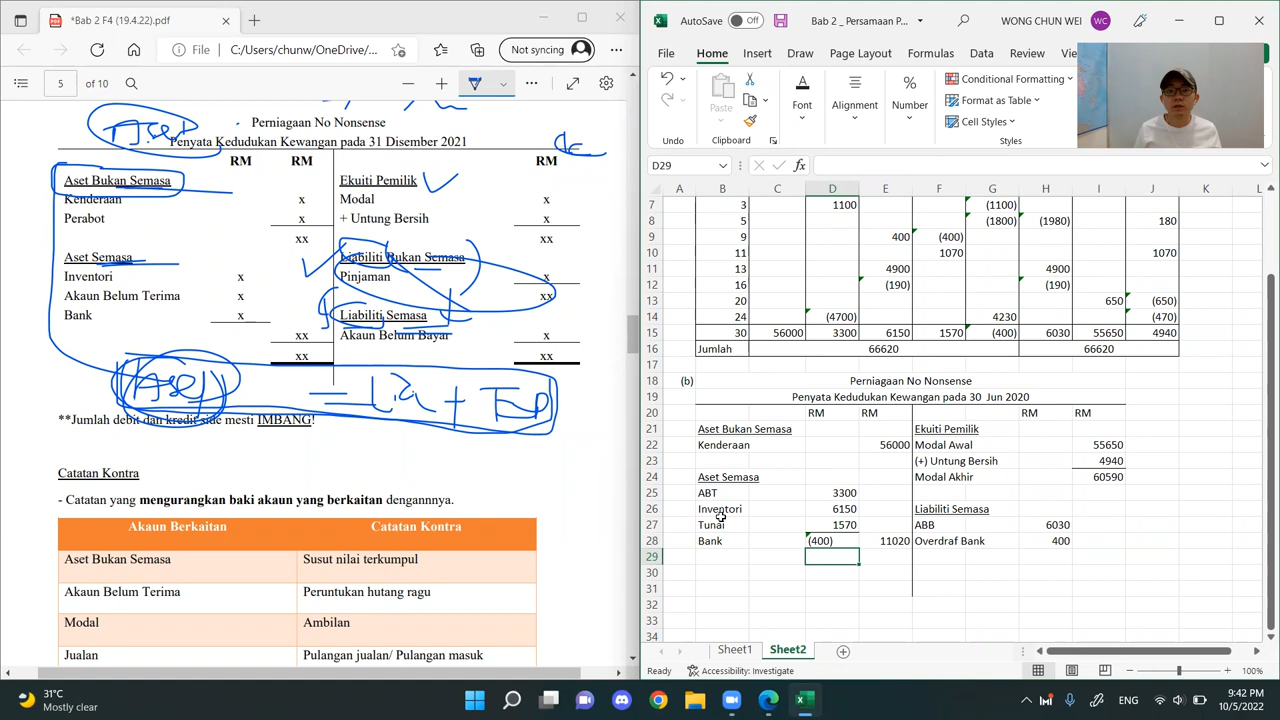 *Bab 2 F4 (19.4.22).pdf
File C:/Users/chunw/OneDrive/... Not syncing
5 of 10
Perniagaan No Nonsense
Penyata Kedudukan Kewangan pada 31 Disember 2021
RM RM RM
Aset Bukan Semasa Ekuiti Pemilik
Kenderaan x Modal x
Perabot x + Untung Bersih x
xx xx
Aset Semasa Liabiliti Bukan Semasa
Inventori x Pinjaman x
Akaun Belum Terima x xx
Bank x Liabiliti Semasa
xx Akaun Belum Bayar x
xx xx
**Jumlah debit dan kredit side mesti IMBANG!
Catatan Kontra
- Catatan yang mengurangkan baki akaun yang berkaitan dengannnya.
Akaun Berkaitan Catatan Kontra
Aset Bukan Semasa Susut nilai terkumpul
Akaun Belum Terima Peruntukan hutang ragu
Modal Ambilan
Jualan Pulangan jualan/ Pulangan masuk
AutoSave Off Bab 2 _ Persamaan P... WONG CHUN WEI WC
File Home Insert Draw Page Layout Formulas Data Review
Undo Paste Clipboard Font Alignment Number Conditional Formatting
Format as Table
Cell Styles
D29 fx
A B C D E F G H I J K L
7 3 1100 (1100)
8 5 (1800) (1980) 180
9 9 400 (400)
10 11 1070 1070
11 13 4900 4900
12 16 (190) (190)
13 20 650 (650)
14 24 (4700) 4230 (470)
15 30 56000 3300 6150 1570 (400) 6030 55650 4940
16 Jumlah 66620 66620
18 (b) Perniagaan No Nonsense
19 Penyata Kedudukan Kewangan pada 30 Jun 2020
20 RM RM RM RM
21 Aset Bukan Semasa Ekuiti Pemilik
22 Kenderaan 56000 Modal Awal 55650
23 (+) Untung Bersih 4940
24 Aset Semasa Modal Akhir 60590
25 ABT 3300
26 Inventori 6150 Liabiliti Semasa
27 Tunai 1570 ABB 6030
28 Bank (400) 11020 Overdraf Bank 400
29
30
31
32
33
34
Sheet1 Sheet2
Ready Accessibility: Investigate 100%
31°C
Mostly clear
ENG 9:42 PM
10/5/2022